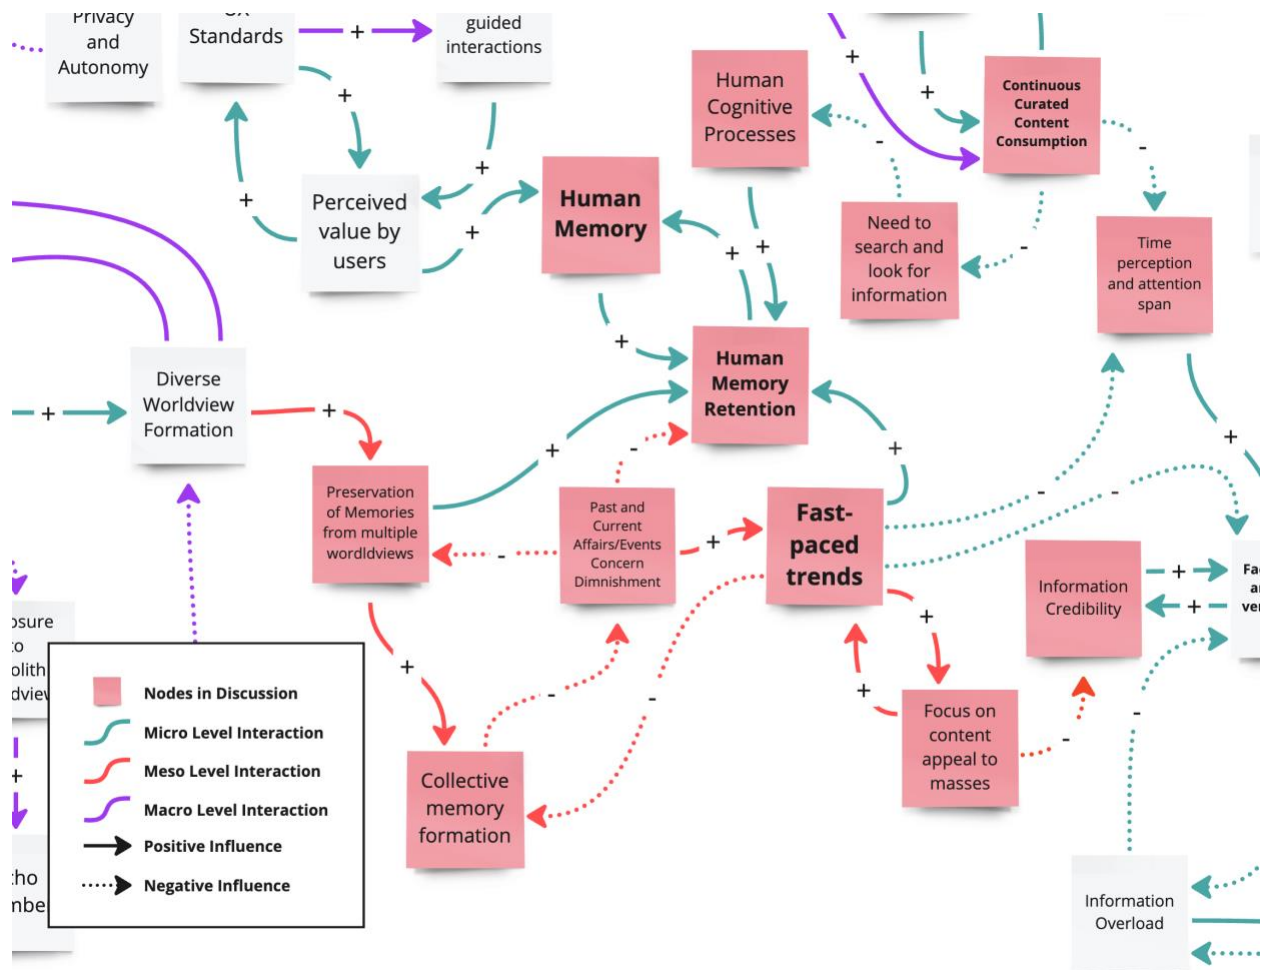 Privacy
and
Autonomy
Standards
+
guided
interactions
+
+
+
Perceived
value by
users
+
Human
Memory
Human
Cognitive
Processes
-
Need to
search and
look for
information
+
+
Continuous
Curated
Content
Consumption
-
-
Time
perception
and attention
span
+
+
+
Human
Memory
Retention
+
Diverse
Worldview
Formation
+
+
Preservation
of Memories
from multiple
wordldviews
+
-
-
Past and
Current
Affairs/Events
Concern
Dimnishment
+
Fast-
paced
trends
+
-
-
+
Information
Credibility
+
+
+
+
Focus on
content
appeal to
masses
-
-
-
-
+
Collective
memory
formation
Information
Overload
+
Nodes in Discussion
Micro Level Interaction
Meso Level Interaction
Macro Level Interaction
Positive Influence
Negative Influence